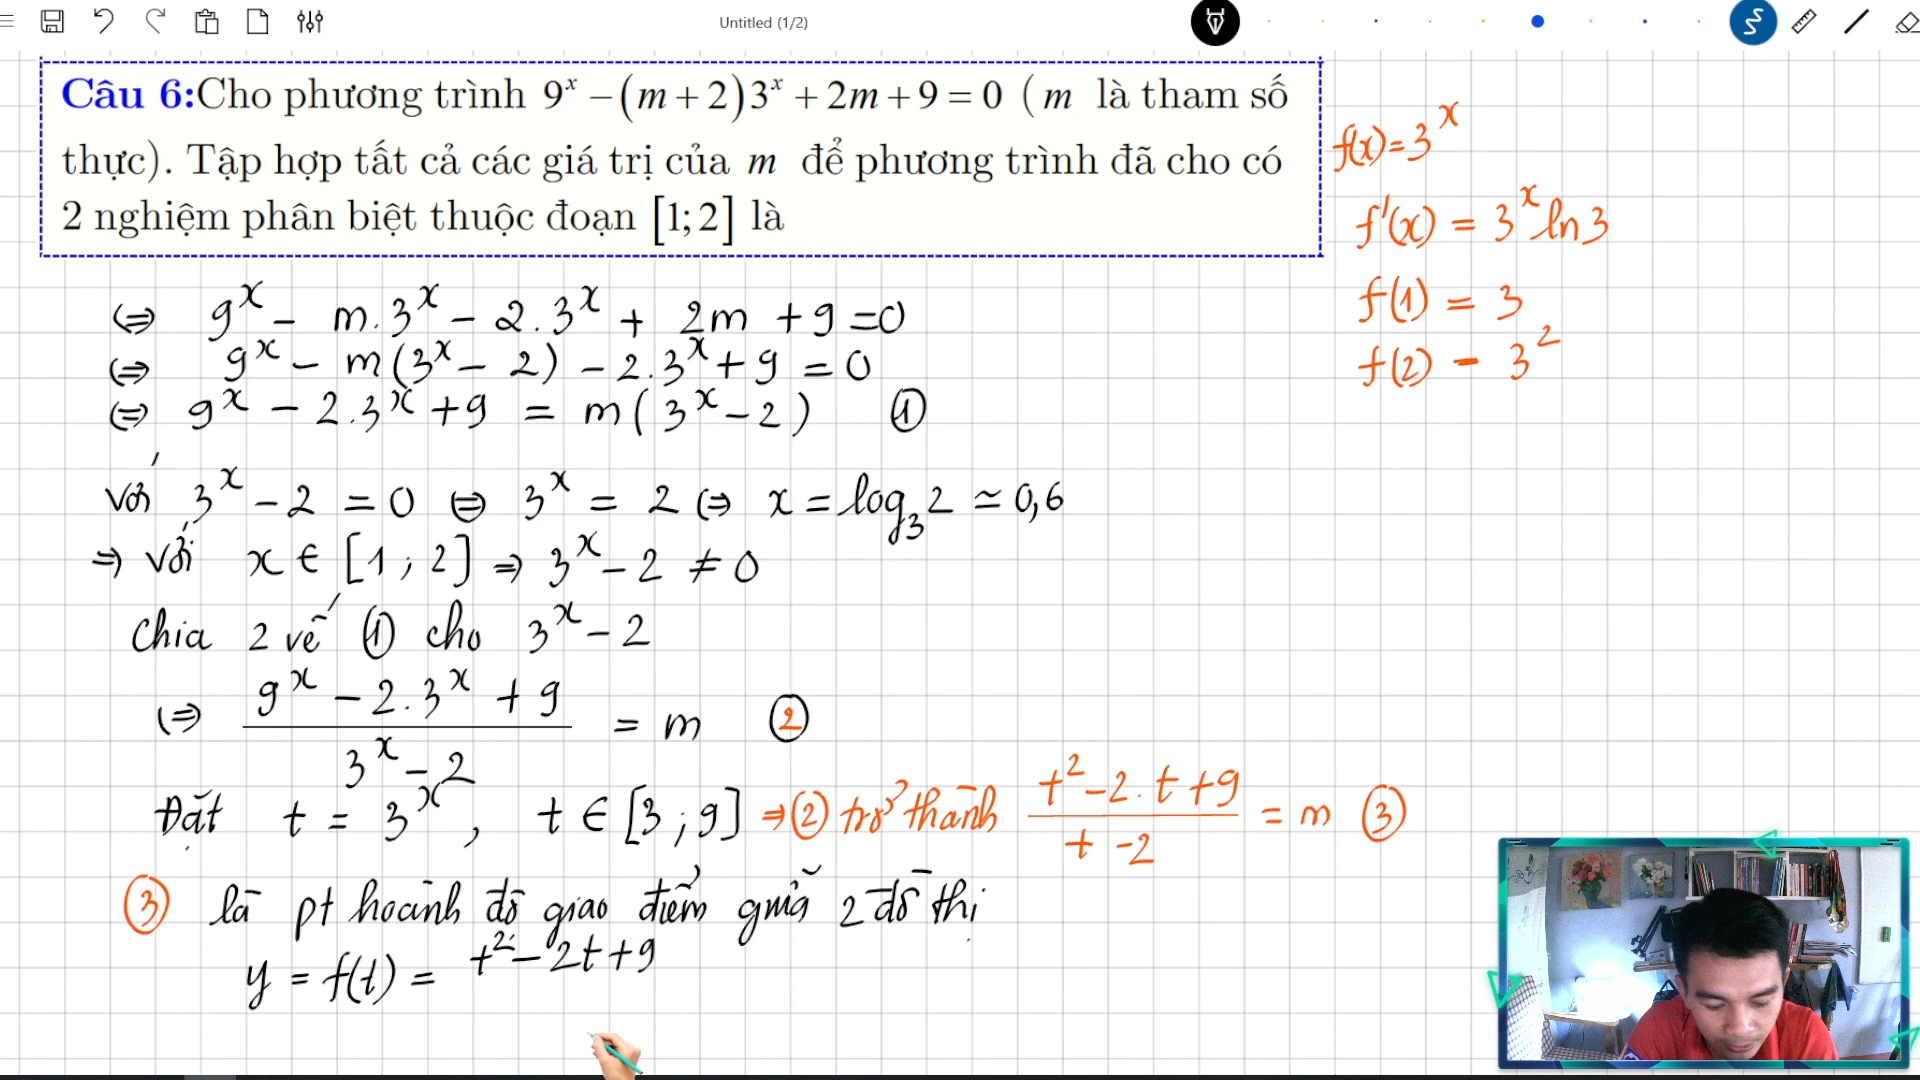 Untitled (1/2)
Câu 6:Cho phương trình 9^x − (m + 2)3^x + 2m + 9 = 0 ( m là tham số
thực). Tập hợp tất cả các giá trị của m để phương trình đã cho có
2 nghiệm phân biệt thuộc đoạn [1; 2] là
f(x) = 3^x
f'(x) = 3^x ln 3
f(1) = 3
f(2) = 3^2
⇔ 9^x − m.3^x − 2.3^x + 2m + 9 = 0
⇔ 9^x − m(3^x − 2) − 2.3^x + 9 = 0
⇔ 9^x − 2.3^x + 9 = m(3^x − 2) ①
Với 3^x − 2 = 0 ⇔ 3^x = 2 ⇔ x = log_3 2 ≃ 0,6
⇒ Với x ∈ [1 ; 2] ⇒ 3^x − 2 ≠ 0
Chia 2 vế ① cho 3^x − 2
⇔ (9^x − 2.3^x + 9)/(3^x − 2) = m ②
Đặt t = 3^x, t ∈ [3 ; 9] ⇒ ② trở thành (t^2 − 2.t + 9)/(t − 2) = m ③
③ là pt hoành độ giao điểm giữa 2 đồ thị
y = f(t) = t^2 − 2t + 9